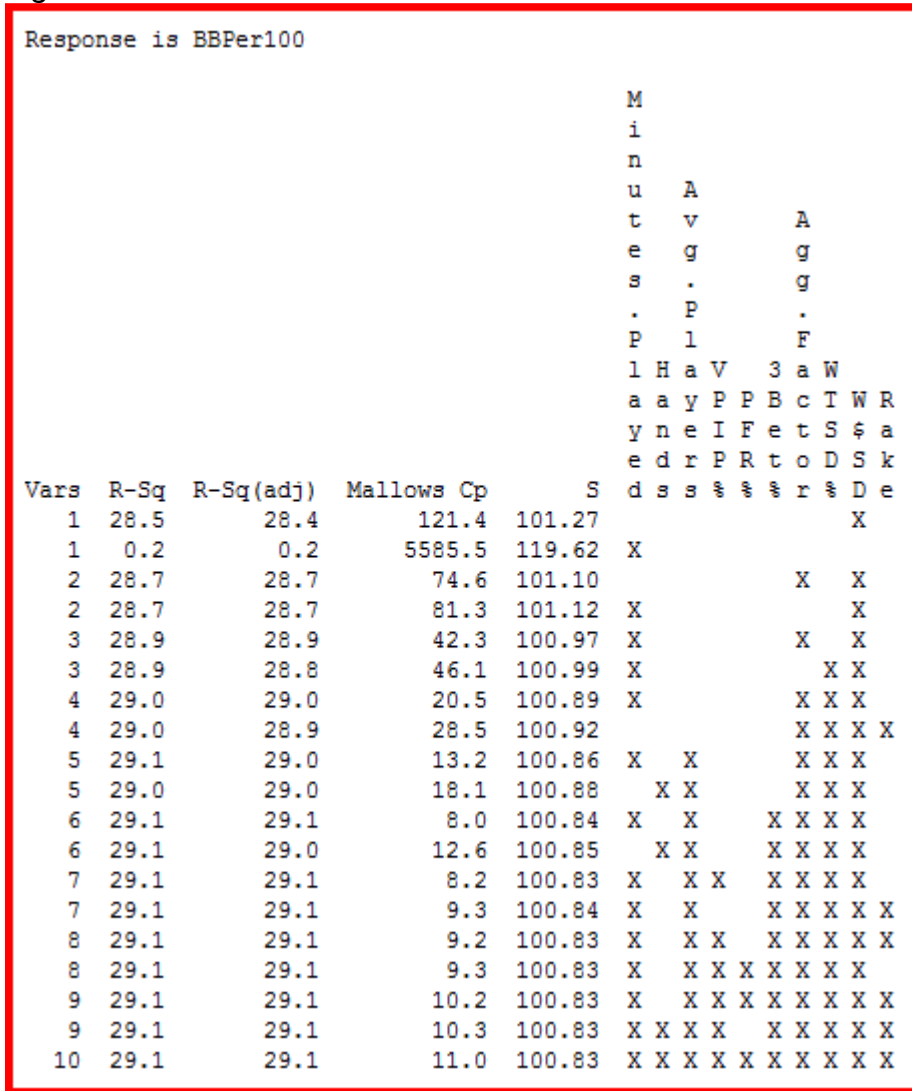 Response is BBPer100
M
i
n
u A
t v A
e g g
s . g
. P .
P l F
l H a V 3 a W
a a y P P B c T W R
y n e I F e t S $ a
e d r P R t o D S k
Vars R-Sq R-Sq(adj) Mallows Cp S d s s % % % r % D e
1 28.5 28.4 121.4 101.27 X
1 0.2 0.2 5585.5 119.62 X
2 28.7 28.7 74.6 101.10 X X
2 28.7 28.7 81.3 101.12 X X
3 28.9 28.9 42.3 100.97 X X X
3 28.9 28.8 46.1 100.99 X X X
4 29.0 29.0 20.5 100.89 X X X X
4 29.0 28.9 28.5 100.92 X X X X
5 29.1 29.0 13.2 100.86 X X X X X
5 29.0 29.0 18.1 100.88 X X X X X
6 29.1 29.1 8.0 100.84 X X X X X X
6 29.1 29.0 12.6 100.85 X X X X X X
7 29.1 29.1 8.2 100.83 X X X X X X X
7 29.1 29.1 9.3 100.84 X X X X X X X
8 29.1 29.1 9.2 100.83 X X X X X X X X
8 29.1 29.1 9.3 100.83 X X X X X X X X
9 29.1 29.1 10.2 100.83 X X X X X X X X X
9 29.1 29.1 10.3 100.83 X X X X X X X X X
10 29.1 29.1 11.0 100.83 X X X X X X X X X X